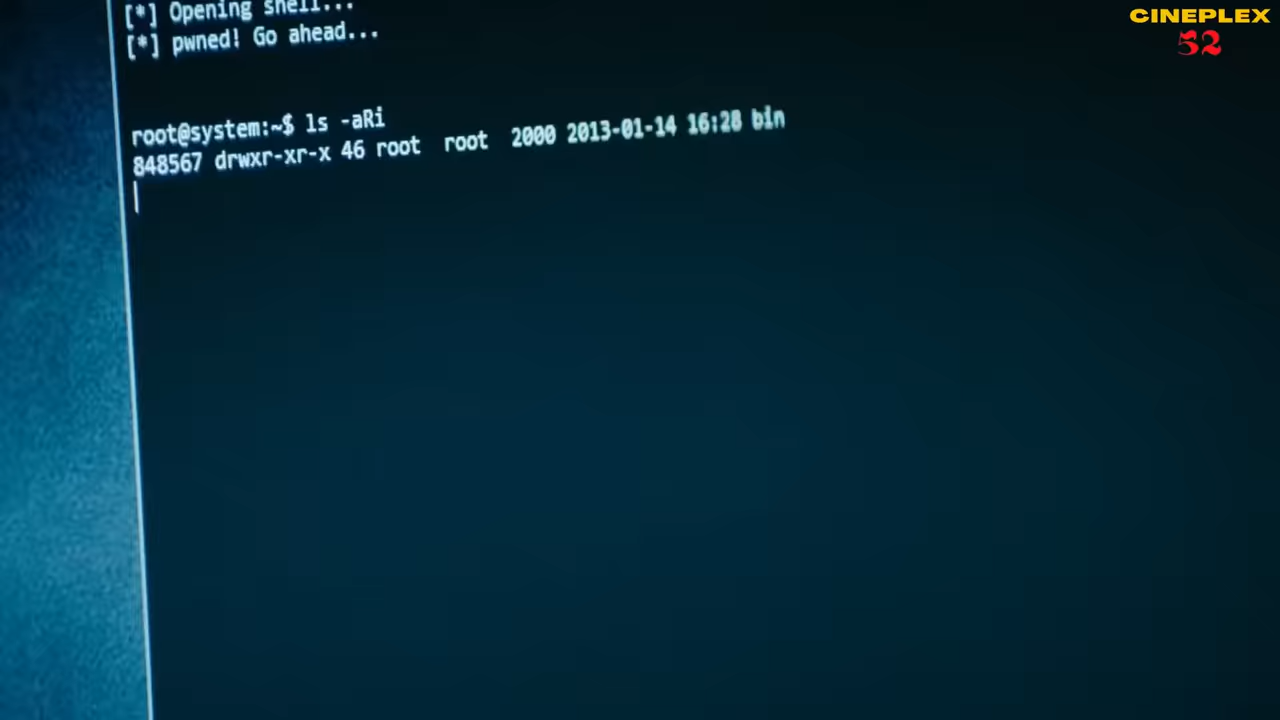 CINEPLEX
52
[*] Opening shell...
[*] pwned! Go ahead...
root@system:~$ ls -aRi
848567 drwxr-xr-x 46 root root 2000 2013-01-14 16:28 bin